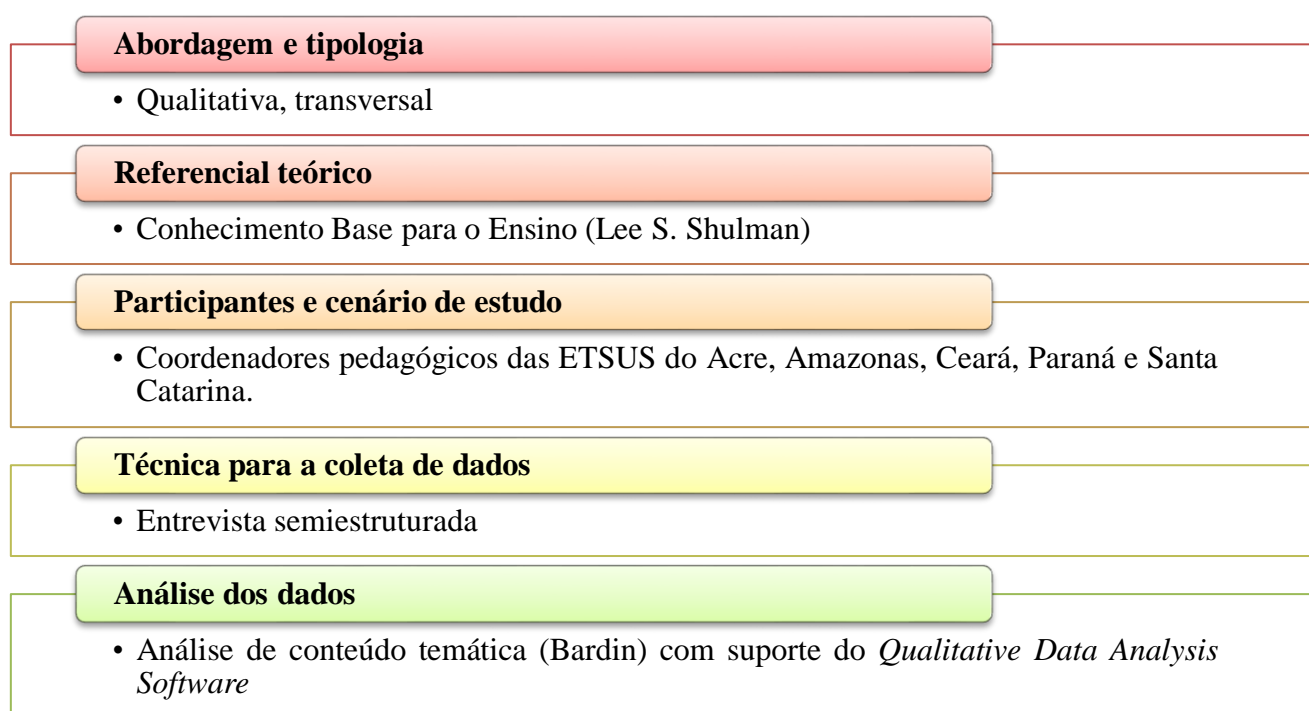 Abordagem e tipologia
• Qualitativa, transversal
Referencial teórico
• Conhecimento Base para o Ensino (Lee S. Shulman)
Participantes e cenário de estudo
• Coordenadores pedagógicos das ETSUS do Acre, Amazonas, Ceará, Paraná e Santa
Catarina.
Técnica para a coleta de dados
• Entrevista semiestruturada
Análise dos dados
• Análise de conteúdo temática (Bardin) com suporte do Qualitative Data Analysis
Software